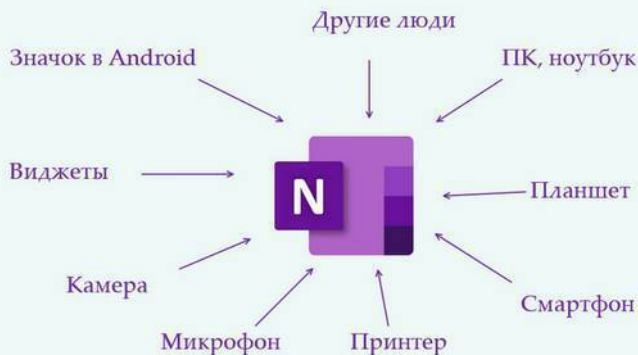 Другие люди
Значок в Android
ПК, ноутбук
Виджеты
N
Планшет
Камера
Смартфон
Микрофон
Принтер